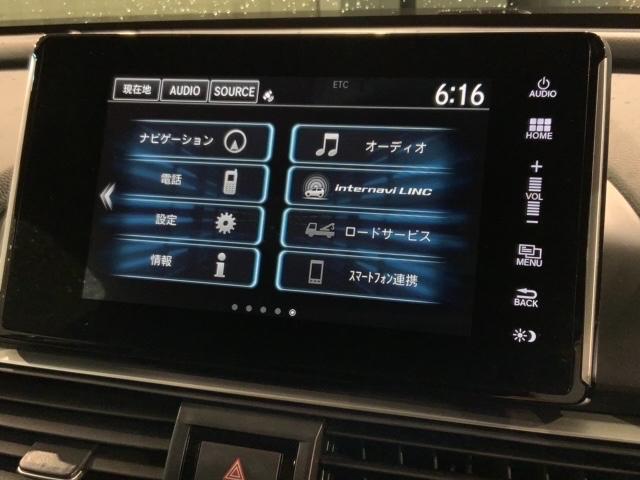 ETC
現在地 AUDIO SOURCE 6:16
ナビゲーション オーディオ
電話 internavi LINC
設定 ロードサービス
情報 スマートフォン連携
AUDIO
HOME
+
VOL
−
MENU
BACK